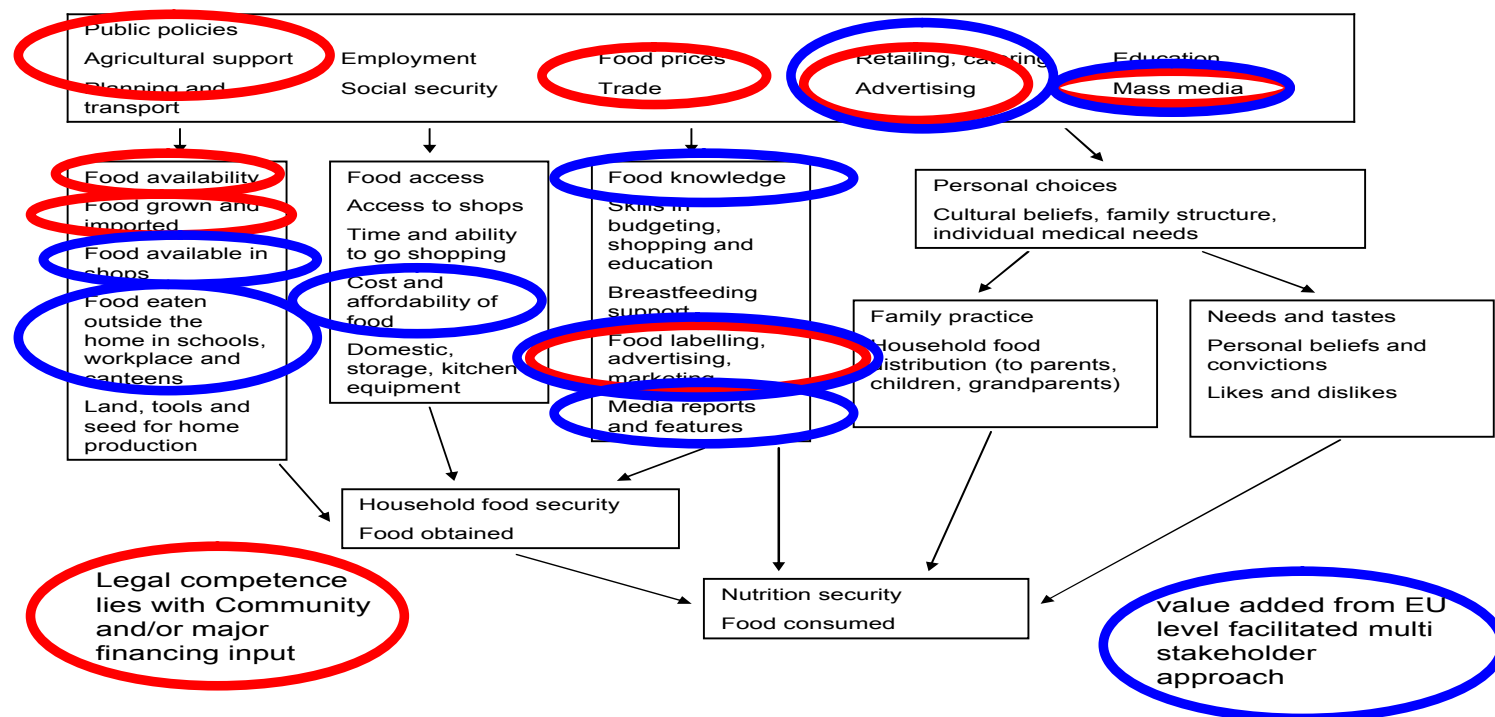 Public policies
Agricultural support
Planning and
transport
Employment
Social security
Food prices
Trade
Retailing, catering
Advertising
Education
Mass media
Food availability
Food grown and
imported
Food available in
shops
Food eaten
outside the
home in schools,
workplace and
canteens
Land, tools and
seed for home
production
Food access
Access to shops
Time and ability
to go shopping
Cost and
affordability of
food
Domestic,
storage, kitchen
equipment
Food knowledge
Skills in
budgeting,
shopping and
education
Breastfeeding
support
Food labelling,
advertising,
marketing
Media reports
and features
Personal choices
Cultural beliefs, family structure,
individual medical needs
Family practice
Household food
distribution (to parents,
children, grandparents)
Needs and tastes
Personal beliefs and
convictions
Likes and dislikes
Household food security
Food obtained
Nutrition security
Food consumed
Legal competence
lies with Community
and/or major
financing input
value added from EU
level facilitated multi
stakeholder
approach